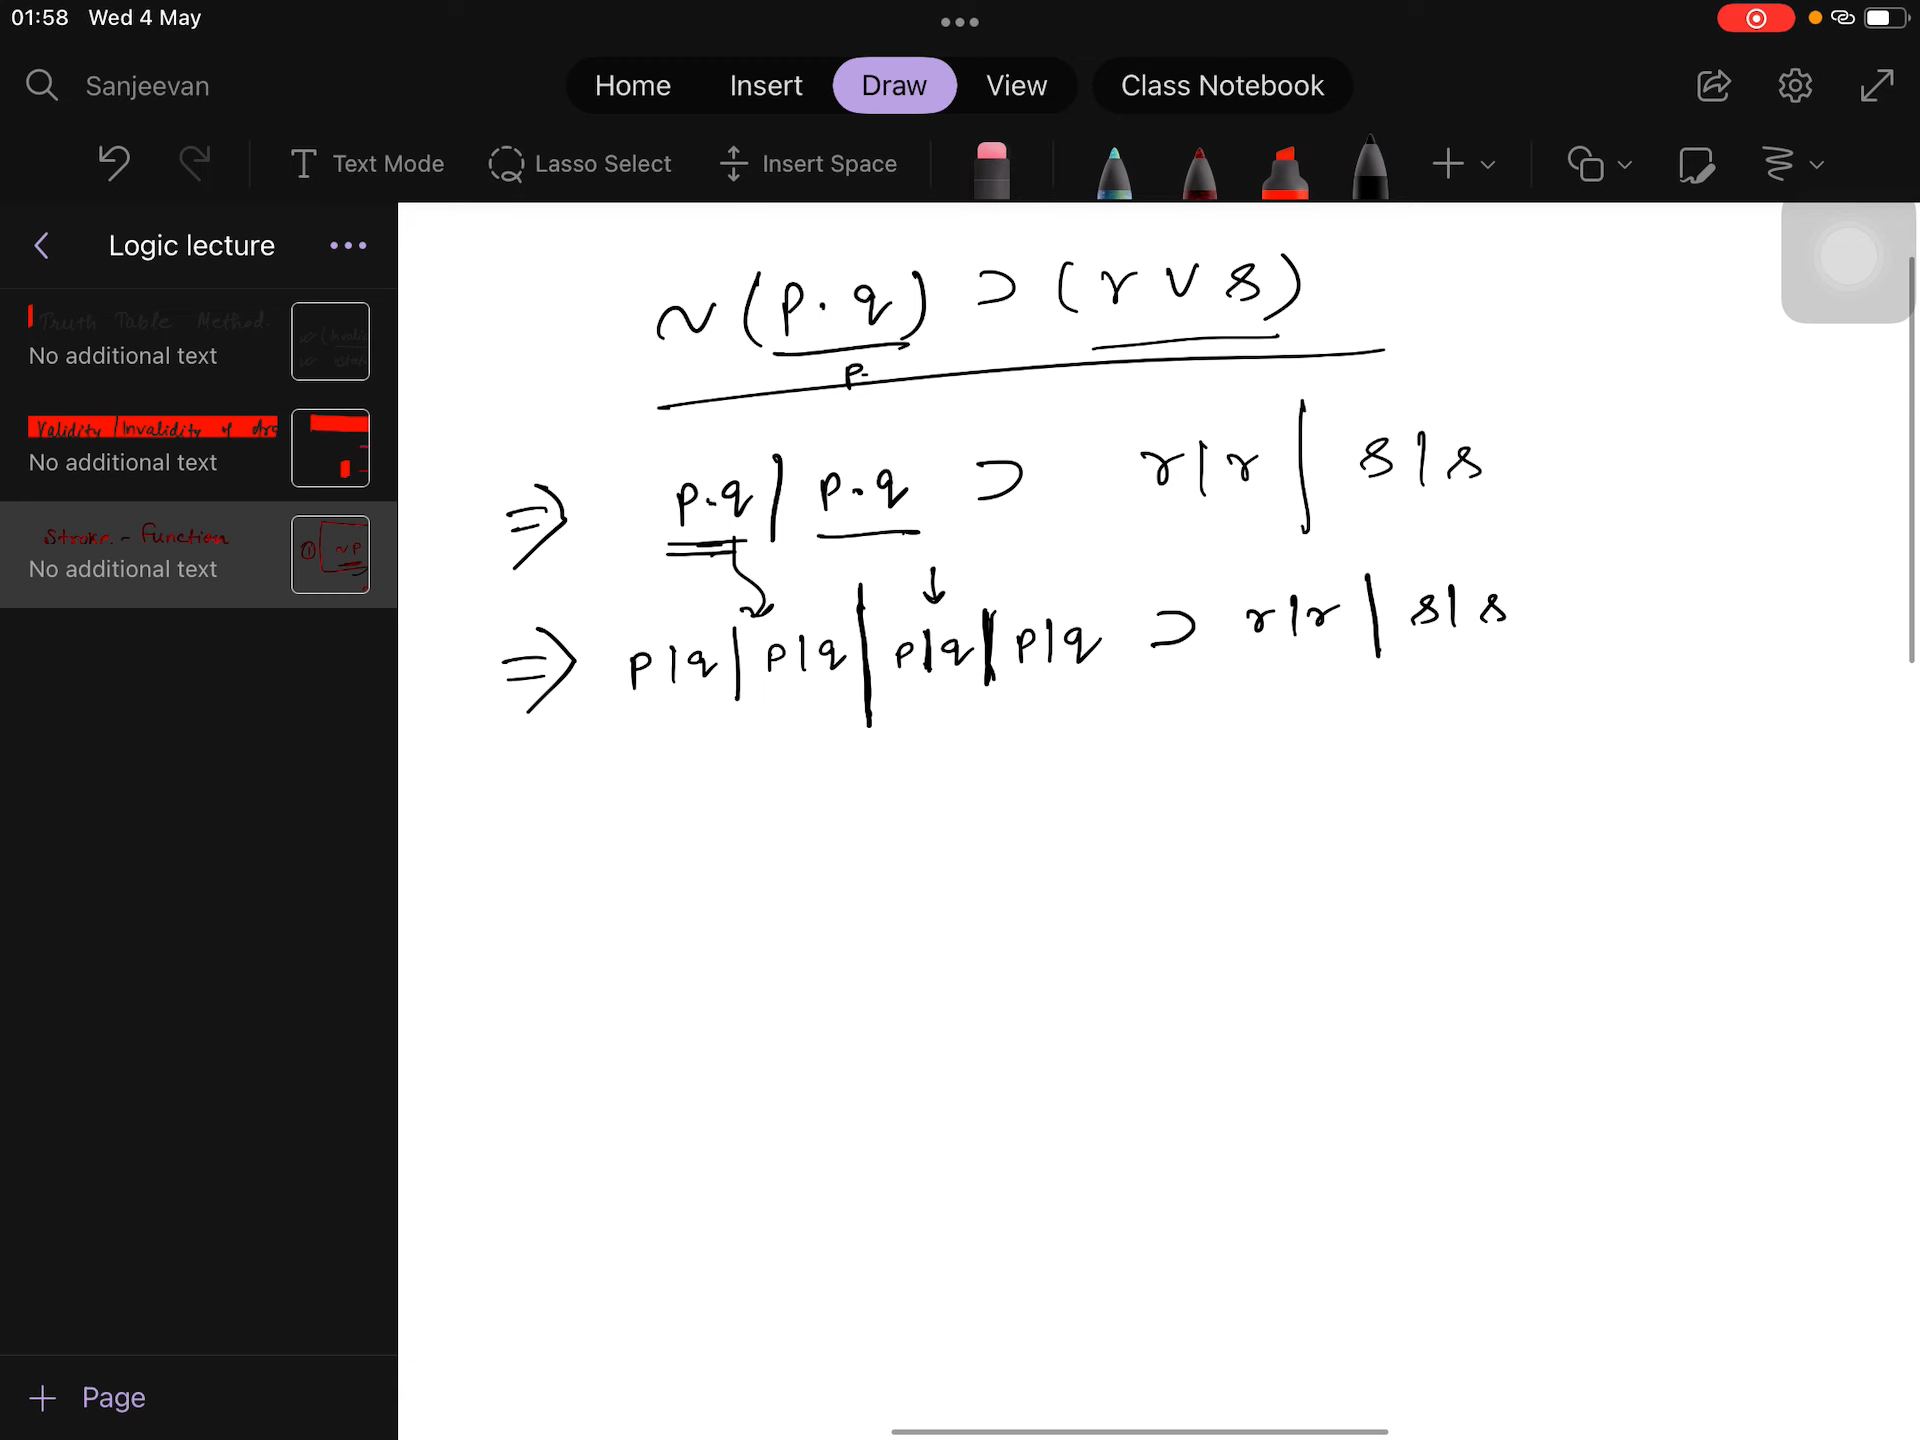 01:58 Wed 4 May
Sanjeevan
Home Insert Draw View Class Notebook
Text Mode Lasso Select Insert Space
Logic lecture
Truth Table Method.
No additional text
Validity/Invalidity of Arg
No additional text
Stroke - Function
No additional text
① ~P
+ Page
~(p.q) ⊃ (r ∨ s)
p-
⇒ p.q | p.q ⊃ r|r | s|s
⇒ p|q | p|q | p|q | p|q ⊃ r|r | s|s